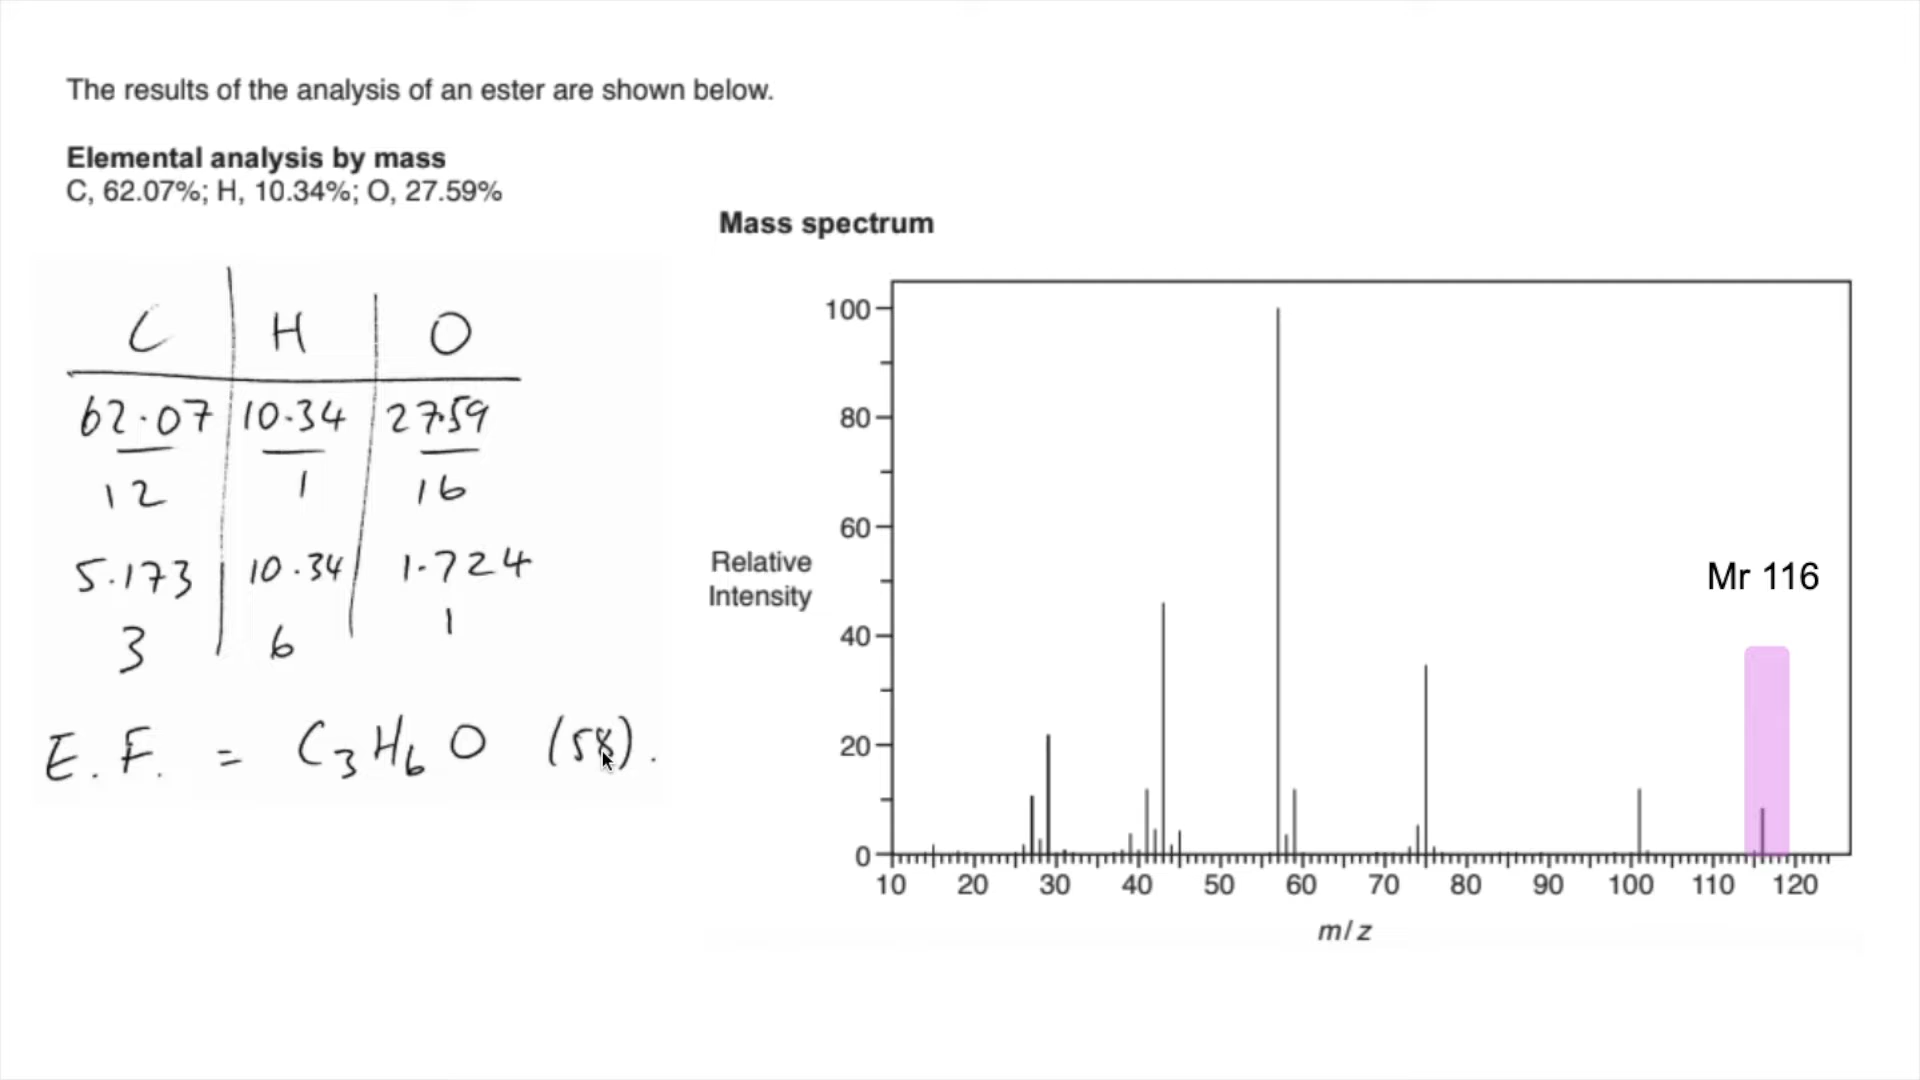 The results of the analysis of an ester are shown below.
Elemental analysis by mass
C, 62.07%; H, 10.34%; O, 27.59%
C H O
62.07 10.34 27.59
12 1 16
5.173 10.34 1.724
3 6 1
E.F. = C3H6O (58).
Mass spectrum
100
80
60
40
20
0
Relative
Intensity
Mr 116
10 20 30 40 50 60 70 80 90 100 110 120
m/z